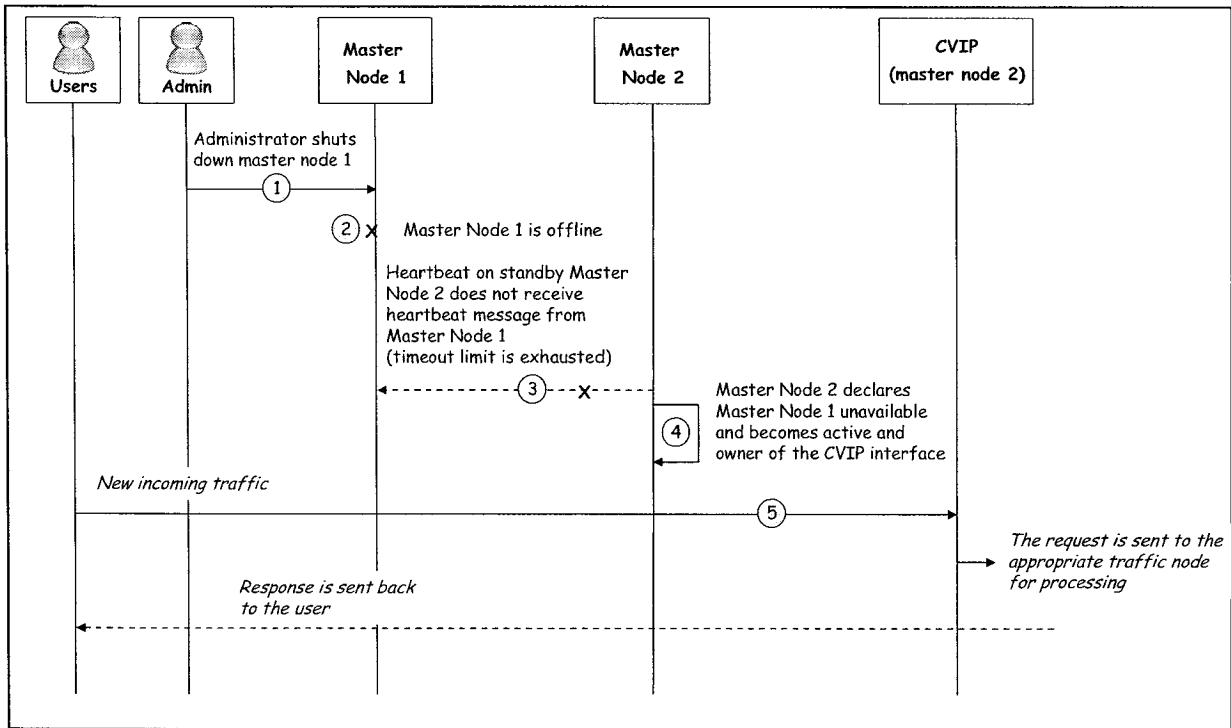 Users
Admin
Master
Node 1
Master
Node 2
CVIP
(master node 2)
Administrator shuts
down master node 1
1
2 x Master Node 1 is offline
Heartbeat on standby Master
Node 2 does not receive
heartbeat message from
Master Node 1
(timeout limit is exhausted)
3
x
Master Node 2 declares
Master Node 1 unavailable
and becomes active and
owner of the CVIP interface
4
New incoming traffic
5
The request is sent to the
appropriate traffic node
for processing
Response is sent back
to the user